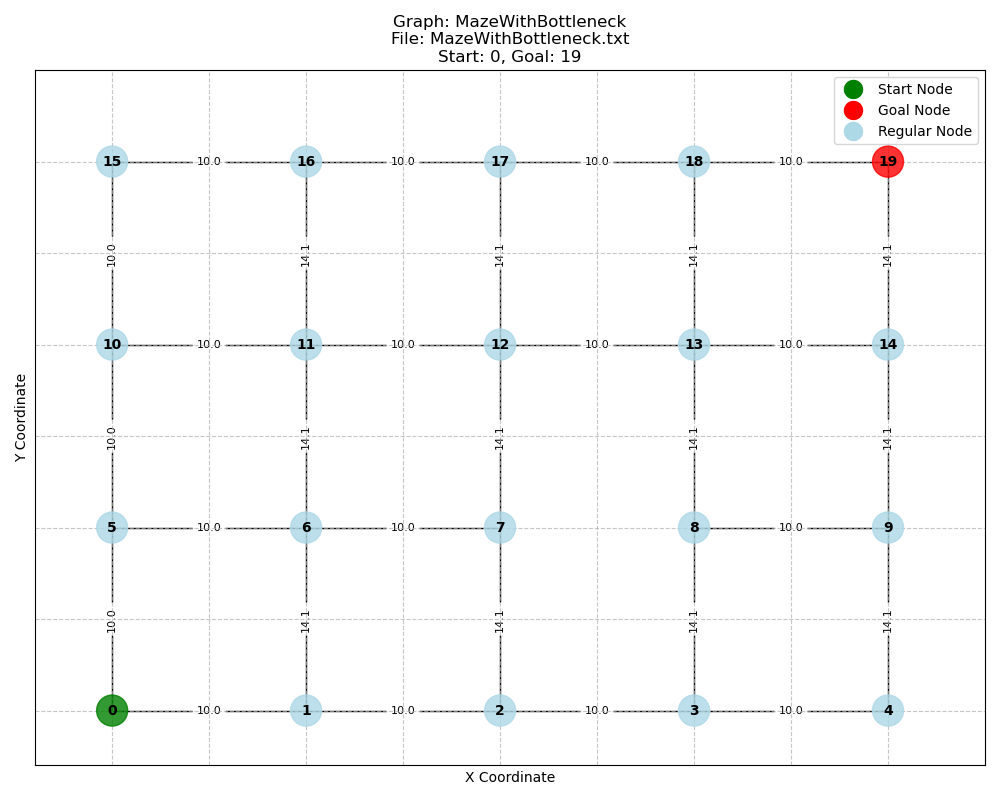 Graph: MazeWithBottleneck
File: MazeWithBottleneck.txt
Start: 0, Goal: 19
Start Node
Goal Node
Regular Node
15 10.0 16 10.0 17 10.0 18 10.0 19
10.0 14.1 14.1 14.1 14.1
10 10.0 11 10.0 12 10.0 13 10.0 14
10.0 14.1 14.1 14.1 14.1
5 10.0 6 10.0 7 8 10.0 9
10.0 14.1 14.1 14.1 14.1
0 10.0 1 10.0 2 10.0 3 10.0 4
Y Coordinate
X Coordinate